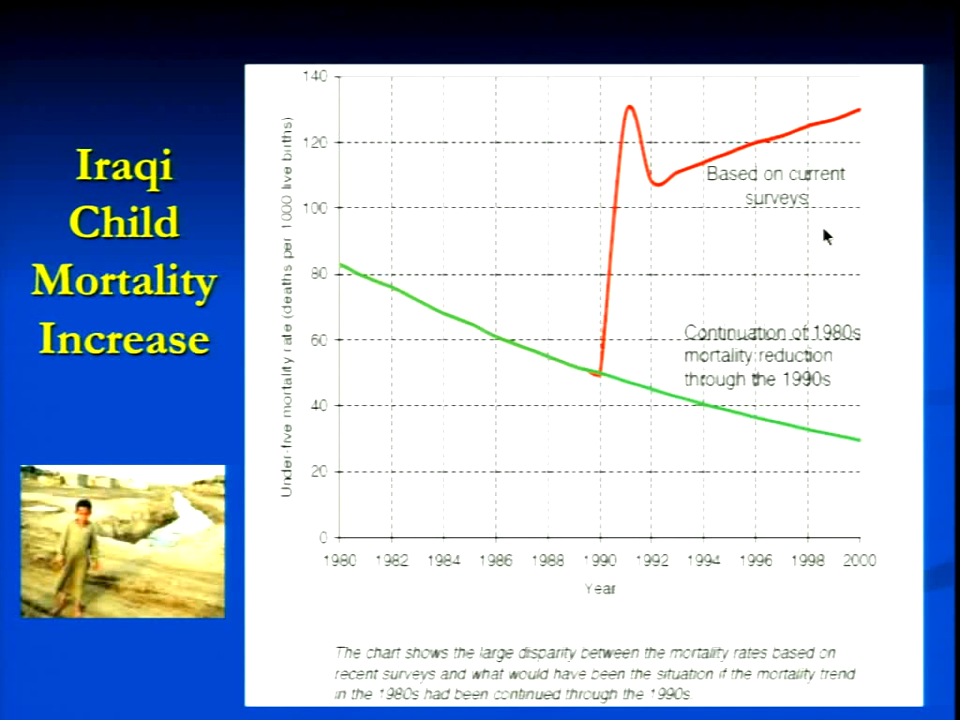 Iraqi
Child
Mortality
Increase
Under-five mortality rate (deaths per 1000 live births)
140
120
100
80
60
40
20
0
Based on current
surveys
Continuation of 1980s
mortality reduction
through the 1990s
1980 1982 1984 1986 1988 1990 1992 1994 1996 1998 2000
Year
The chart shows the large disparity between the mortality rates based on
recent surveys and what would have been the situation if the mortality trend
in the 1980s had been continued through the 1990s